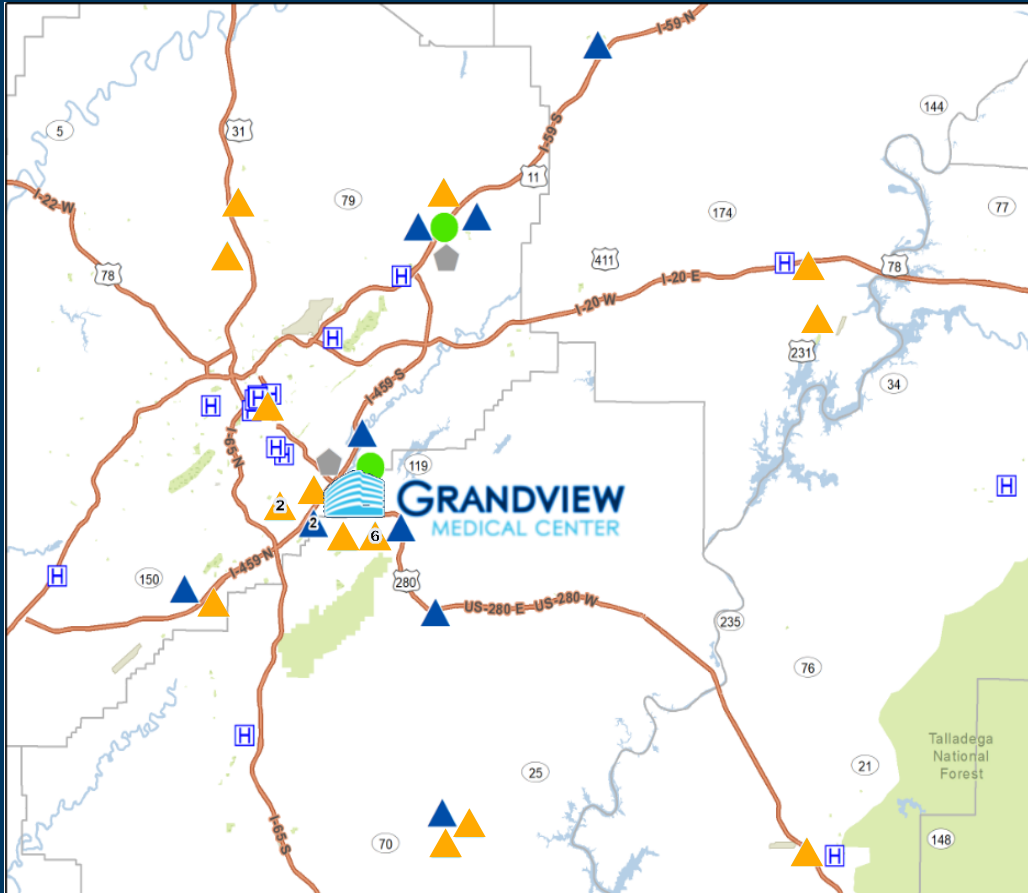 I-59 N
144
5
31
I-59 S
11
I-22 W
79
77
174
411
H
78
78
H
I-20 E
I-20 W
H
231
34
I-459 S
H
H
H
H
I-65 N
H
H
119
2
GRANDVIEW
MEDICAL CENTER
H
2
6
I-459 N
H
150
280
US-280 E US-280 W
235
76
H
Talladega
National
Forest
25
21
I-65 S
70
148
H